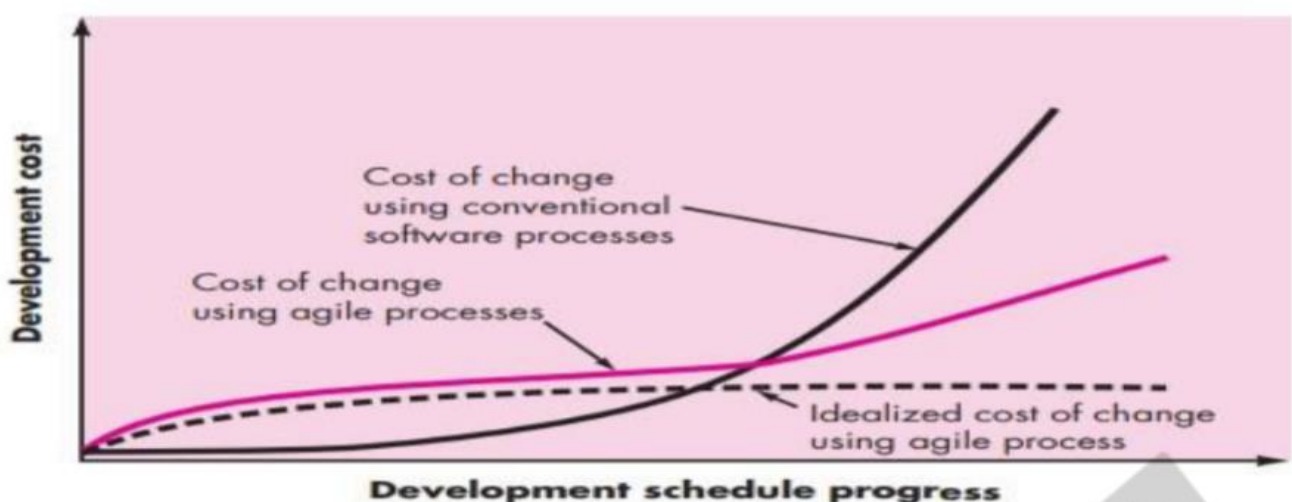 Development cost
Cost of change
using conventional
software processes
Cost of change
using agile processes
Idealized cost of change
using agile process
Development schedule progress